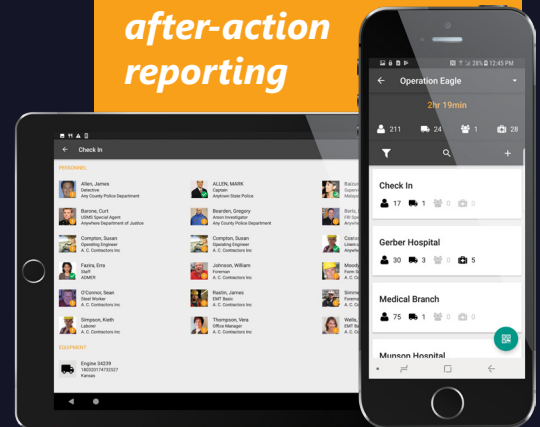 after-action
reporting
Check In
PERSONNEL
Allen, James
Detective
Any County Police Department
ALLEN, MARK
Captain
Anytown State Police
Barone, Curt
USMS Special Agent
Anywhere Department of Justice
Bearden, Gregory
Arson Investigator
Any County Police Department
Compton, Susan
Operating Engineer
A. C. Contractors Inc
Compton, Susan
Operating Engineer
A. C. Contractors Inc
Fazira, Erra
Staff
ADMER
Johnson, William
Foreman
A. C. Contractors Inc
O'Connor, Sean
Steel Worker
A. C. Contractors Inc
Rastin, James
EMT Basic
A. C. Contractors Inc
Simpson, Kieth
Laborer
A. C. Contractors Inc
Thompson, Vera
Office Manager
A. C. Contractors Inc
EQUIPMENT
Engine 34239
180320174732527
Kansas
28% 12:45 PM
Operation Eagle
2hr 19min
211 24 1 28
Check In
17 1 0 0
Gerber Hospital
30 3 0 5
Medical Branch
75 1 0 0
Munson Hospital